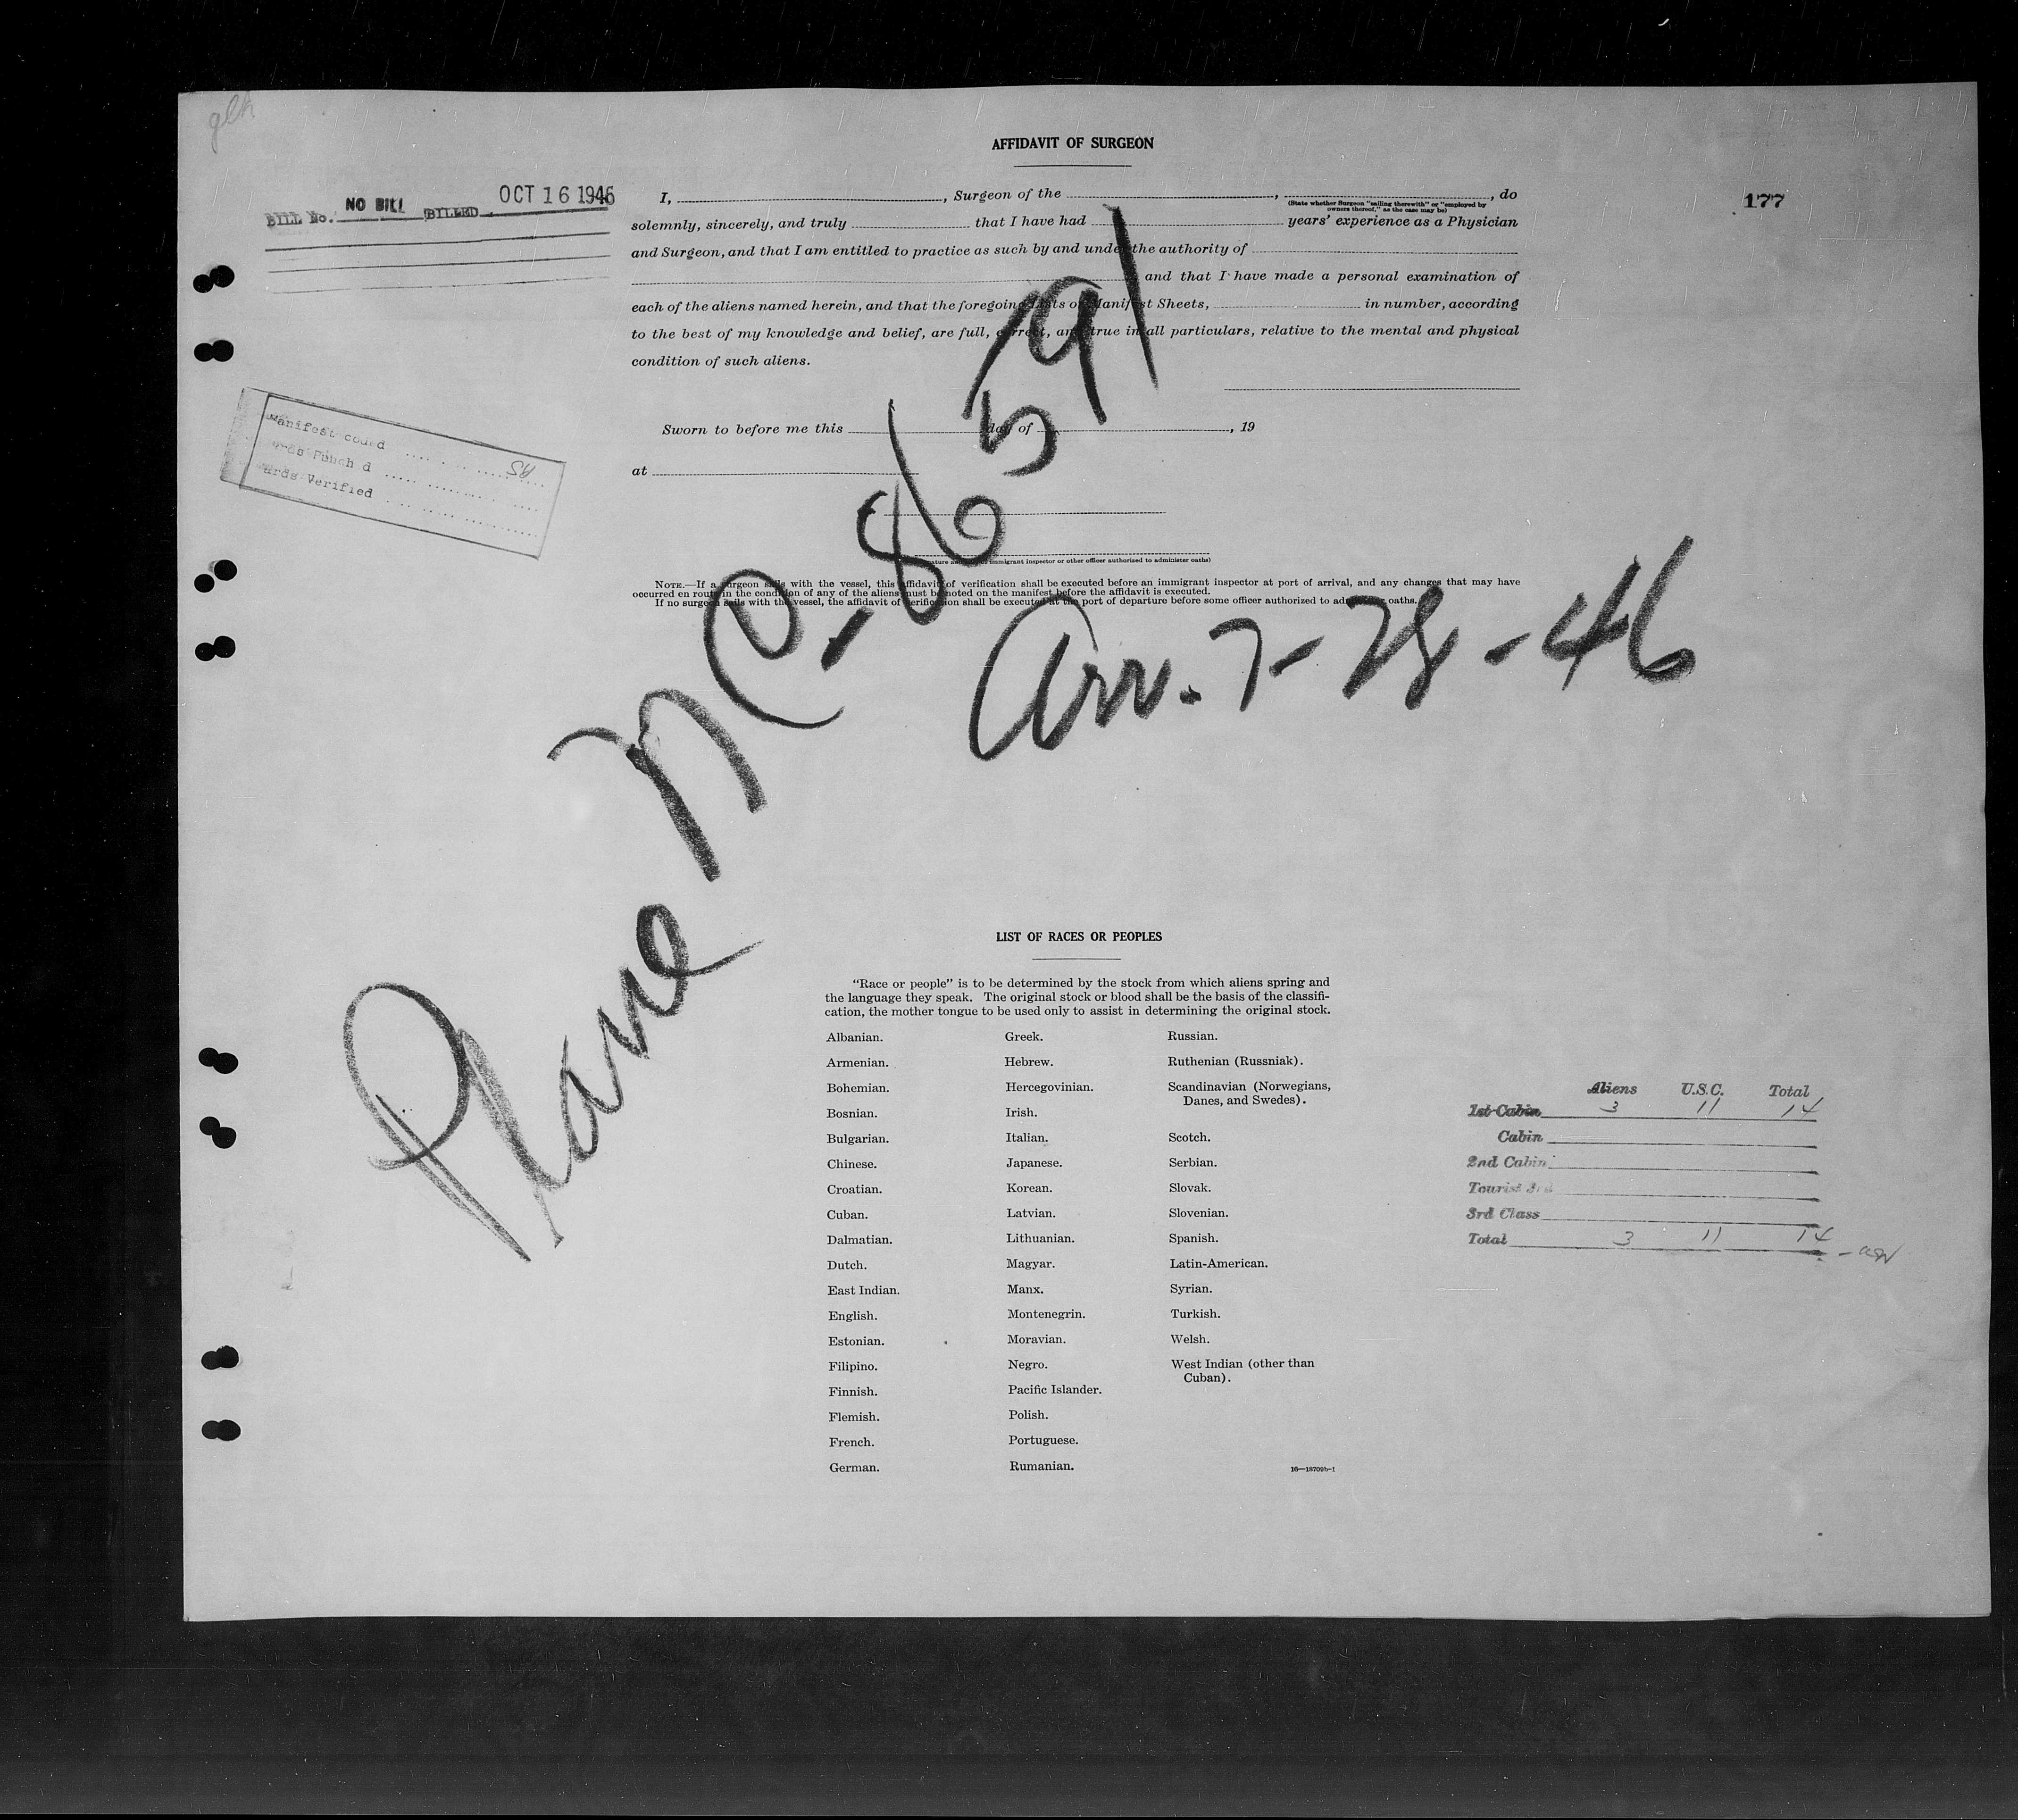 glh
AFFIDAVIT OF SURGEON
BILL No. NO BILL BILLED OCT 16 1946
177
I, , Surgeon of the , , do
(State whether Surgeon "sailing therewith" or "employed by
owners thereof," as the case may be)
solemnly, sincerely, and truly that I have had years' experience as a Physician
and Surgeon, and that I am entitled to practice as such by and under the authority of
and that I have made a personal examination of
each of the aliens named herein, and that the foregoing Lists or Manifest Sheets, in number, according
to the best of my knowledge and belief, are full, correct, and true in all particulars, relative to the mental and physical
condition of such aliens.
Manifest coded AS
Punch d
Verified
Sworn to before me this day of , 19
at
immigrant inspector or other officer authorized to administer oaths)
NOTE.—If a surgeon sails with the vessel, this affidavit of verification shall be executed before an immigrant inspector at port of arrival, and any changes that may have
occurred en route in the condition of any of the aliens must be noted on the manifest before the affidavit is executed.
If no surgeon sails with the vessel, the affidavit of verification shall be executed at the port of departure before some officer authorized to administer oaths.
Plane NC-86591
Arr. 7-28-46
LIST OF RACES OR PEOPLES
"Race or people" is to be determined by the stock from which aliens spring and
the language they speak. The original stock or blood shall be the basis of the classifi-
cation, the mother tongue to be used only to assist in determining the original stock.
Albanian.
Armenian.
Bohemian.
Bosnian.
Bulgarian.
Chinese.
Croatian.
Cuban.
Dalmatian.
Dutch.
East Indian.
English.
Estonian.
Filipino.
Finnish.
Flemish.
French.
German.
Greek.
Hebrew.
Hercegovinian.
Irish.
Italian.
Japanese.
Korean.
Latvian.
Lithuanian.
Magyar.
Manx.
Montenegrin.
Moravian.
Negro.
Pacific Islander.
Polish.
Portuguese.
Rumanian.
Russian.
Ruthenian (Russniak).
Scandinavian (Norwegians,
Danes, and Swedes).
Scotch.
Serbian.
Slovak.
Slovenian.
Spanish.
Latin-American.
Syrian.
Turkish.
Welsh.
West Indian (other than
Cuban).
16—18709b-1
Aliens U.S.C. Total
1st Cabin 3 11 14
Cabin
2nd Cabin
Tourist 3rd
3rd Class
Total 3 11 14